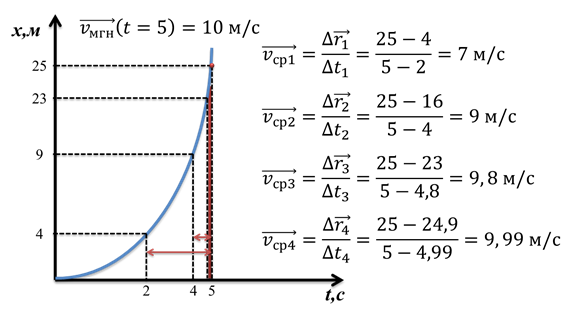 x,м
v⃗мгн(t = 5) = 10 м/с
25
23
9
4
2
4
5
t,с
v⃗ср1 = Δr⃗1/Δt1 = (25 − 4)/(5 − 2) = 7 м/с
v⃗ср2 = Δr⃗2/Δt2 = (25 − 16)/(5 − 4) = 9 м/с
v⃗ср3 = Δr⃗3/Δt3 = (25 − 23)/(5 − 4,8) = 9,8 м/с
v⃗ср4 = Δr⃗4/Δt4 = (25 − 24,9)/(5 − 4,99) = 9,99 м/с